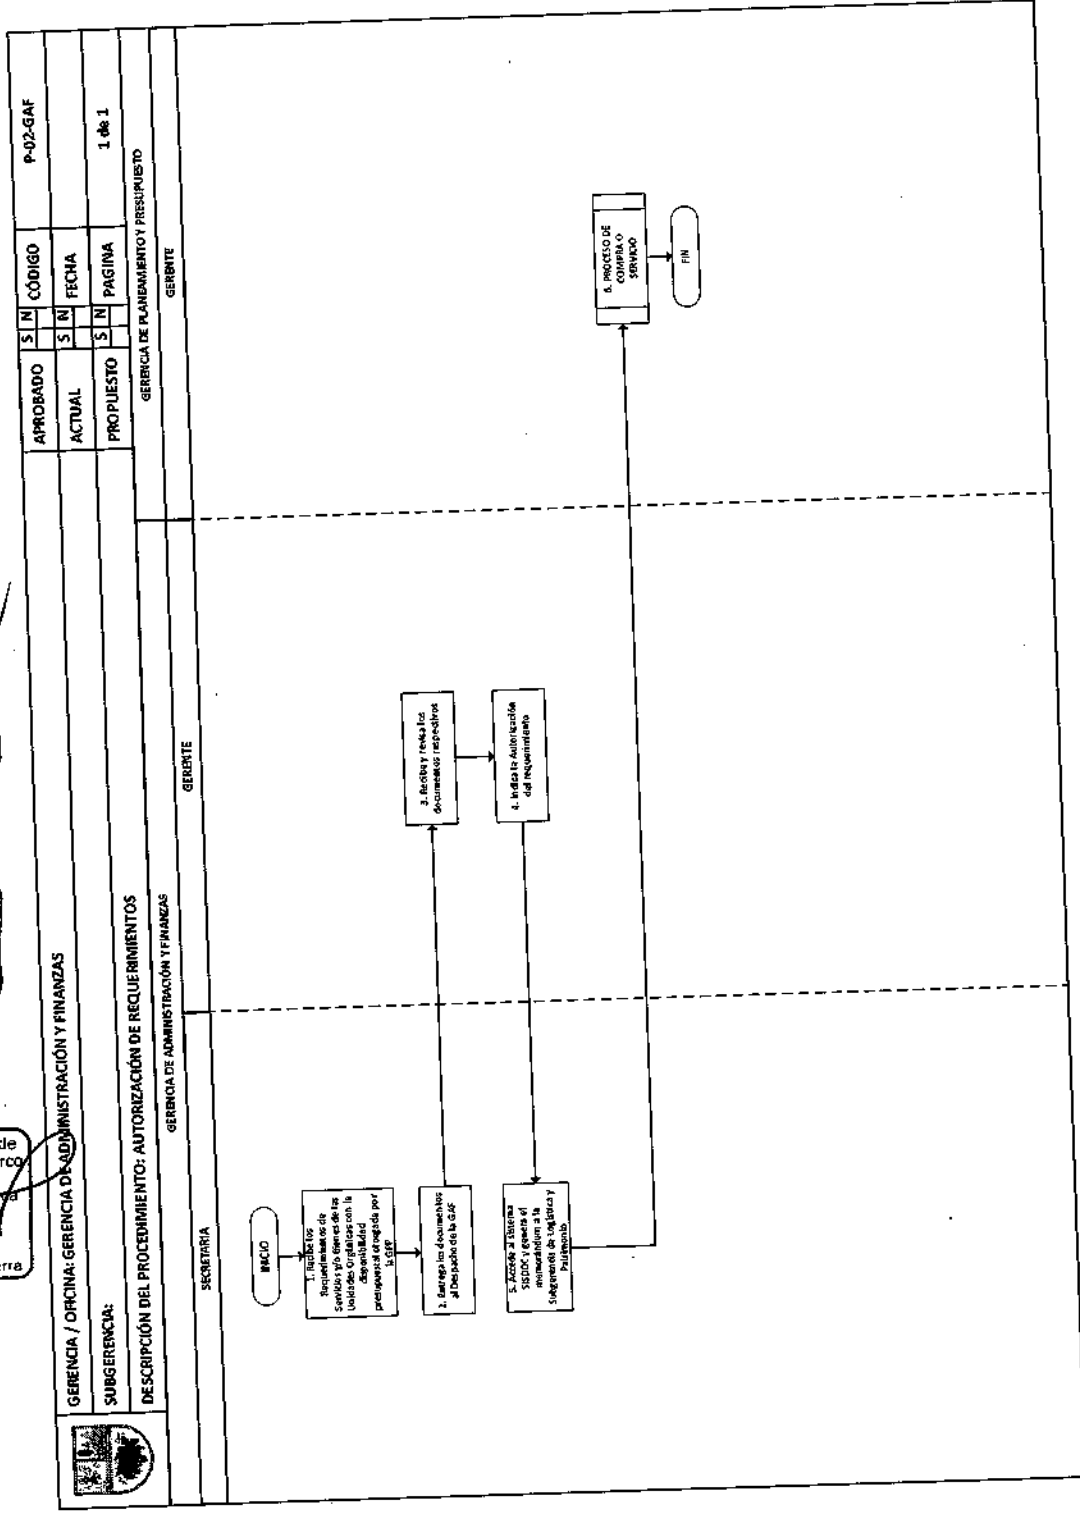 GERENCIA / OFICINA: GERENCIA DE ADMINISTRACIÓN Y FINANZAS
APROBADO S N CÓDIGO P-02-GAF
SUBGERENCIA:
ACTUAL S N FECHA
DESCRIPCIÓN DEL PROCEDIMIENTO: AUTORIZACIÓN DE REQUERIMIENTOS
PROPUESTO S N PAGINA 1 de 1
GERENCIA DE ADMINISTRACIÓN Y FINANZAS
GERENCIA DE PLANEAMIENTO Y PRESUPUESTO
SECRETARIA
GERENTE
GERENTE
INICIO
1. Recibe los
Requerimientos de
Servicios y/o Bienes de las
Unidades Orgánicas con la
disponibilidad
presupuestal otorgada por
la GPP
2. Entrega los documentos
al Despacho de la GAF
3. Recibe y revisa los
documentos respectivos
4. Indica la Autorización
del requerimiento
5. Accede al sistema
SISDOC y genera el
memorándum a la
Subgerencia de Logística y
Patrimonio
6. PROCESO DE
COMPRA O
SERVICIO
FIN
de